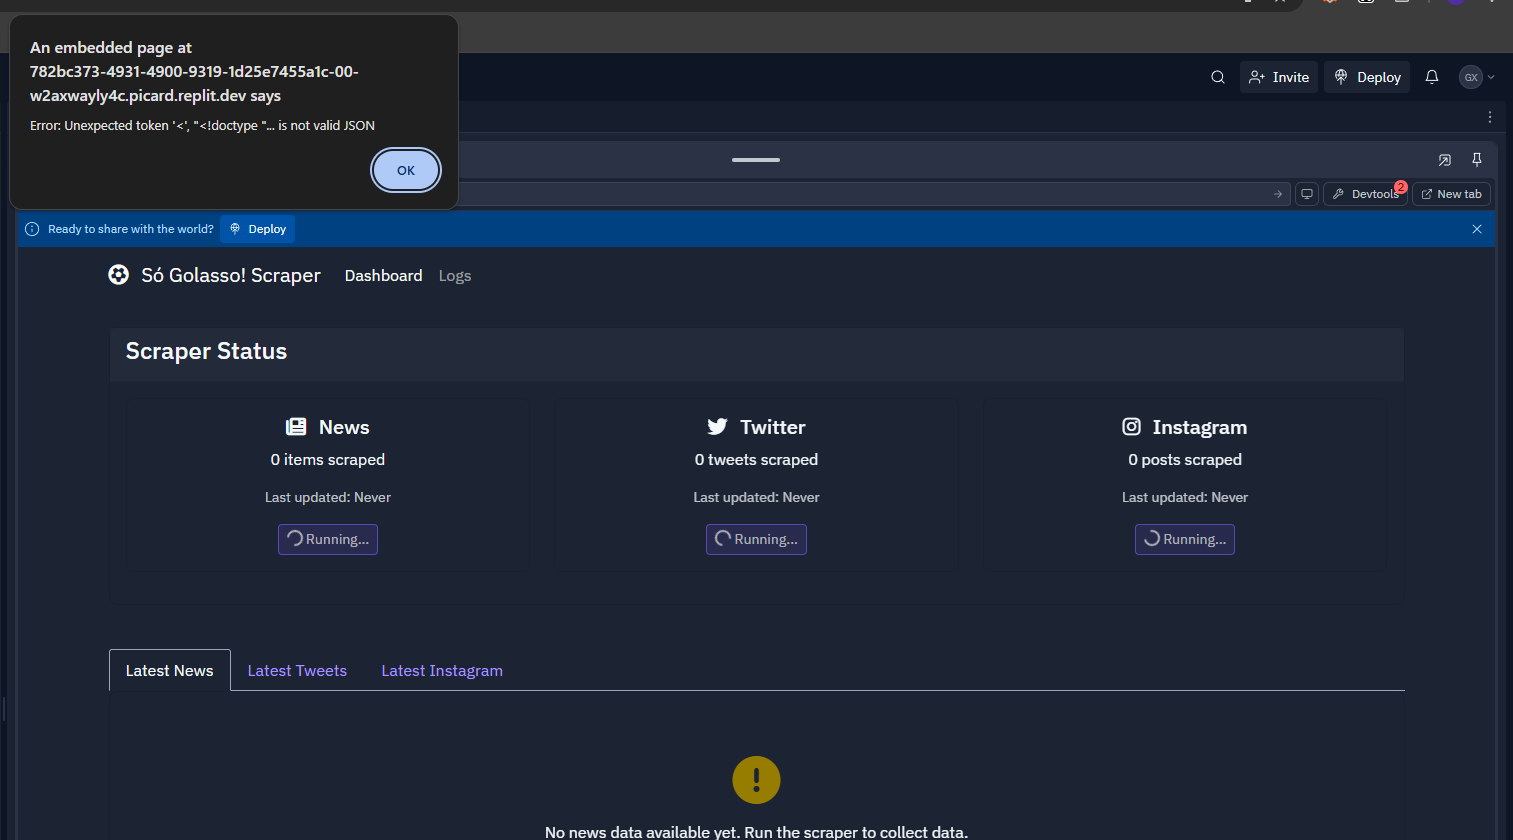 An embedded page at
782bc373-4931-4900-9319-1d25e7455a1c-00-
w2axwayly4c.picard.replit.dev says
Error: Unexpected token '<', "<!doctype "... is not valid JSON
OK
Invite
Deploy
GX
2
Devtools
New tab
Ready to share with the world?
Deploy
Só Golasso! Scraper
Dashboard
Logs
Scraper Status
News
Twitter
Instagram
0 items scraped
0 tweets scraped
0 posts scraped
Last updated: Never
Last updated: Never
Last updated: Never
Running...
Running...
Running...
Latest News
Latest Tweets
Latest Instagram
No news data available yet. Run the scraper to collect data.